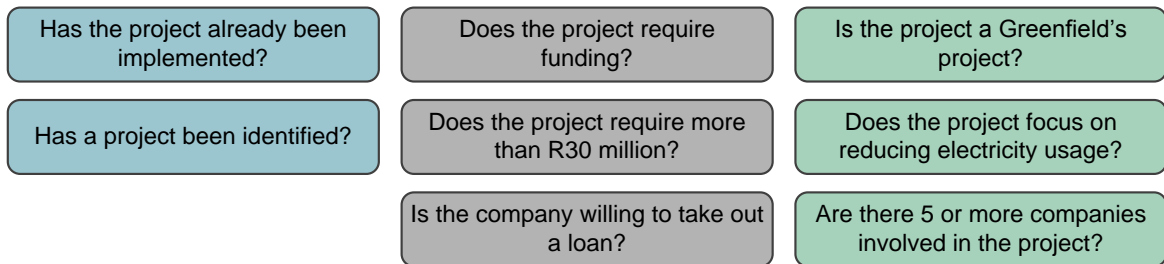 Has the project already been
implemented?
Does the project require
funding?
Is the project a Greenfield’s
project?
Has a project been identified?
Does the project require more
than R30 million?
Does the project focus on
reducing electricity usage?
Is the company willing to take out
a loan?
Are there 5 or more companies
involved in the project?